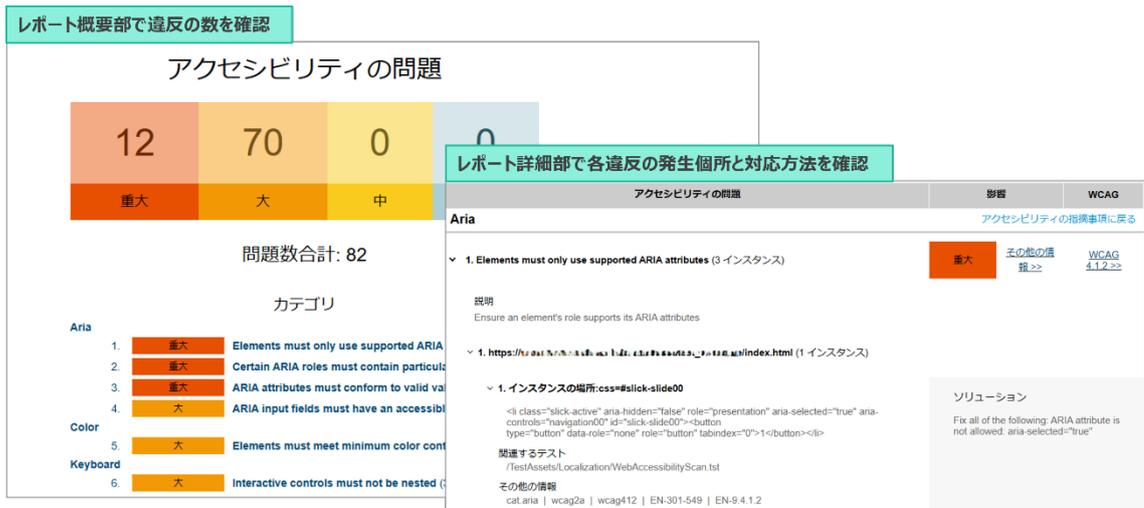 レポート概要部で違反の数を確認
アクセシビリティの問題
12 70 0 0
重大 大 中
問題数合計: 82
カテゴリ
Aria
1. 重大 Elements must only use supported ARIA
2. 重大 Certain ARIA roles must contain particula
3. 重大 ARIA attributes must conform to valid va
4. 大 ARIA input fields must have an accessibl
Color
5. 大 Elements must meet minimum color cont
Keyboard
6. 大 Interactive controls must not be nested (3
レポート詳細部で各違反の発生個所と対応方法を確認
アクセシビリティの問題 影響 WCAG
Aria アクセシビリティの指摘事項に戻る
1. Elements must only use supported ARIA attributes (3 インスタンス) 重大 その他の情報 >> WCAG 4.1.2 >>
説明
Ensure an element's role supports its ARIA attributes
1. https:// /index.html (1 インスタンス)
1. インスタンスの場所:css=#slick-slide00
<li class="slick-active" aria-hidden="false" role="presentation" aria-selected="true" aria-
controls="navigation00" id="slick-slide00"><button
type="button" data-role="none" role="button" tabindex="0">1</button></li>
関連するテスト
/TestAssets/Localization/WebAccessibilityScan.tst
その他の情報
cat.aria | wcag2a | wcag412 | EN-301-549 | EN-9.4.1.2
ソリューション
Fix all of the following: ARIA attribute is
not allowed: aria-selected="true"